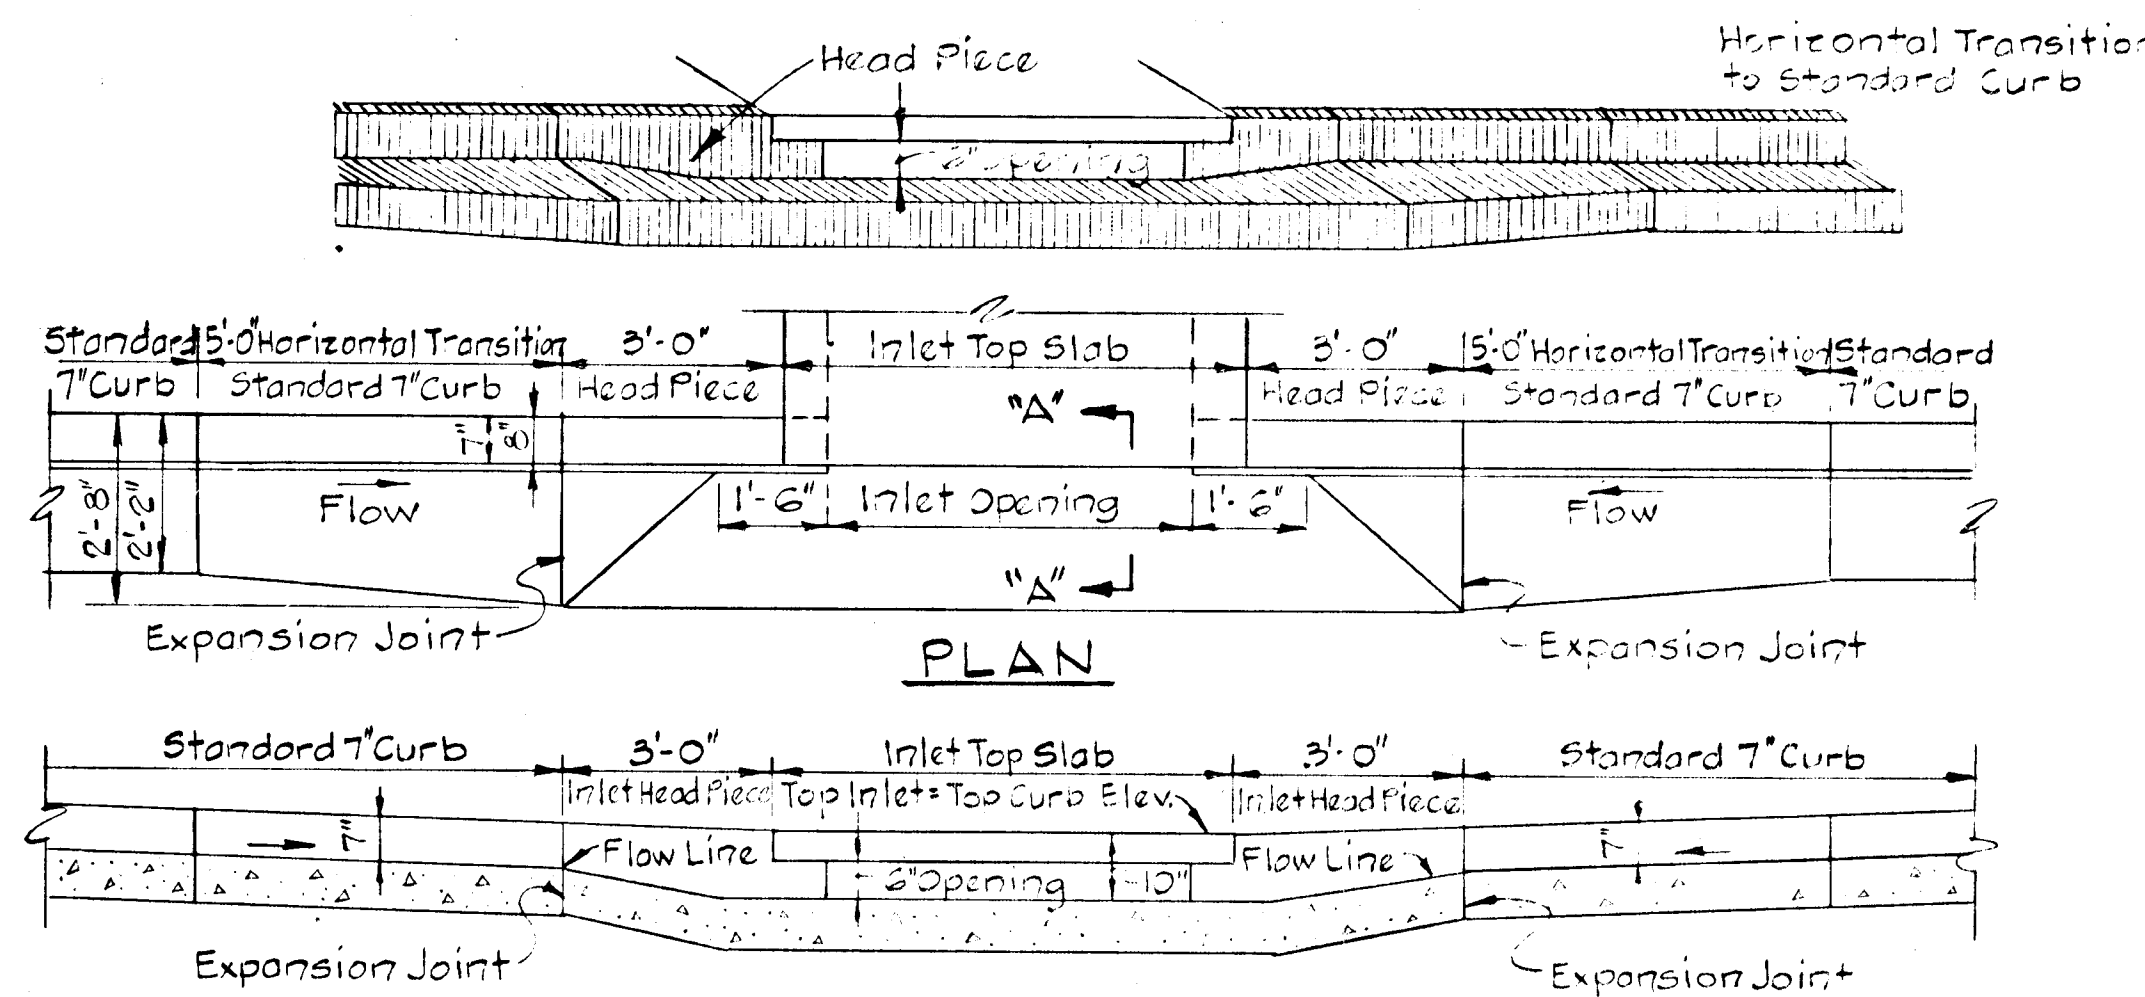 Horizontal Transition
to Standard Curb
Head Piece
6" Opening
Standard 5'-0" Horizontal Transition 3'-0" Inlet Top Slab 3'-0" 5'-0" Horizontal Transition Standard
7" Curb Standard 7" Curb Head Piece "A" Head Piece Standard 7" Curb 7" Curb
7" 8"
2'-8" 2'-2" Flow 1'-6" Inlet Opening 1'-6" Flow
"A"
Expansion Joint Expansion Joint
PLAN
Standard 7" Curb 3'-0" Inlet Top Slab 3'-0" Standard 7" Curb
Inlet Head Piece Top Inlet = Top Curb Elev. Inlet Head Piece
7" Flow Line 6" Opening 10" Flow Line 7"
Expansion Joint Expansion Joint